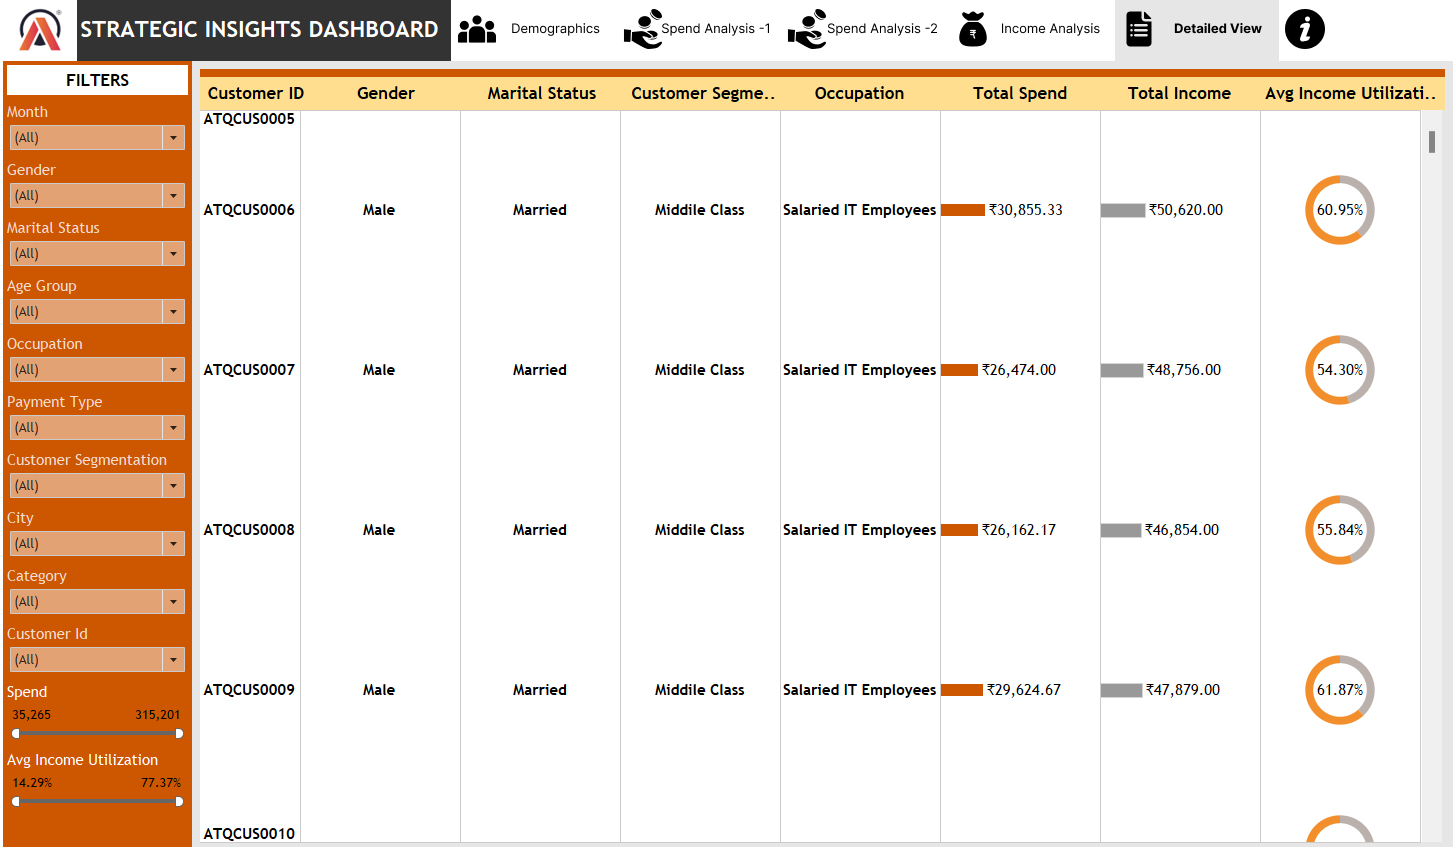 STRATEGIC INSIGHTS DASHBOARD
Demographics
Spend Analysis -1
Spend Analysis -2
Income Analysis
Detailed View
FILTERS
Month
(All)
Gender
(All)
Marital Status
(All)
Age Group
(All)
Occupation
(All)
Payment Type
(All)
Customer Segmentation
(All)
City
(All)
Category
(All)
Customer Id
(All)
Spend
35,265 315,201
Avg Income Utilization
14.29% 77.37%
Customer ID Gender Marital Status Customer Segme.. Occupation Total Spend Total Income Avg Income Utilizati..
ATQCUS0005
ATQCUS0006 Male Married Middile Class Salaried IT Employees ₹30,855.33 ₹50,620.00 60.95%
ATQCUS0007 Male Married Middile Class Salaried IT Employees ₹26,474.00 ₹48,756.00 54.30%
ATQCUS0008 Male Married Middile Class Salaried IT Employees ₹26,162.17 ₹46,854.00 55.84%
ATQCUS0009 Male Married Middile Class Salaried IT Employees ₹29,624.67 ₹47,879.00 61.87%
ATQCUS0010